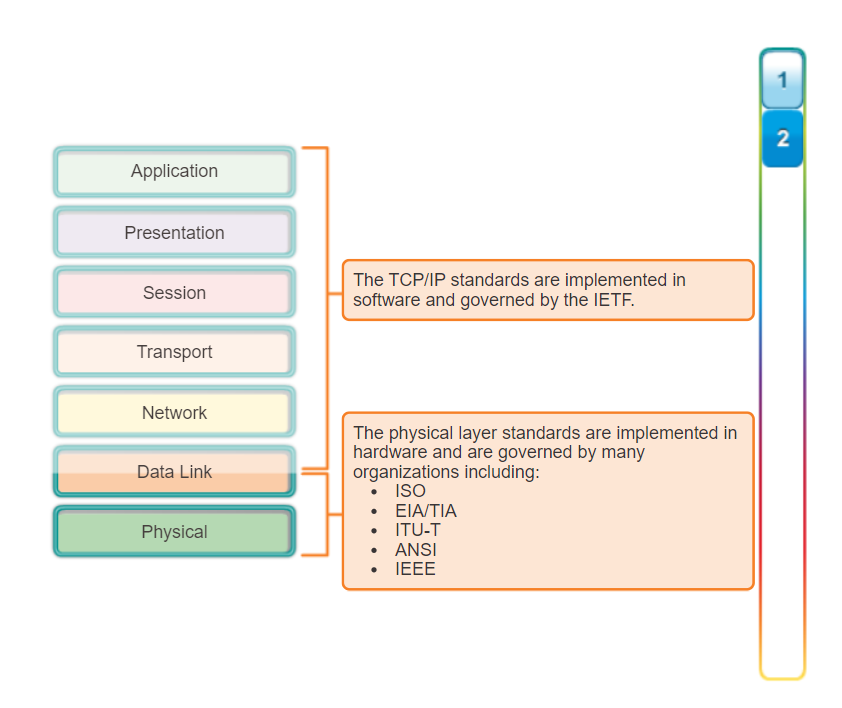 1
2
Application
Presentation
Session
Transport
Network
Data Link
Physical
The TCP/IP standards are implemented in
software and governed by the IETF.
The physical layer standards are implemented in
hardware and are governed by many
organizations including:
• ISO
• EIA/TIA
• ITU-T
• ANSI
• IEEE